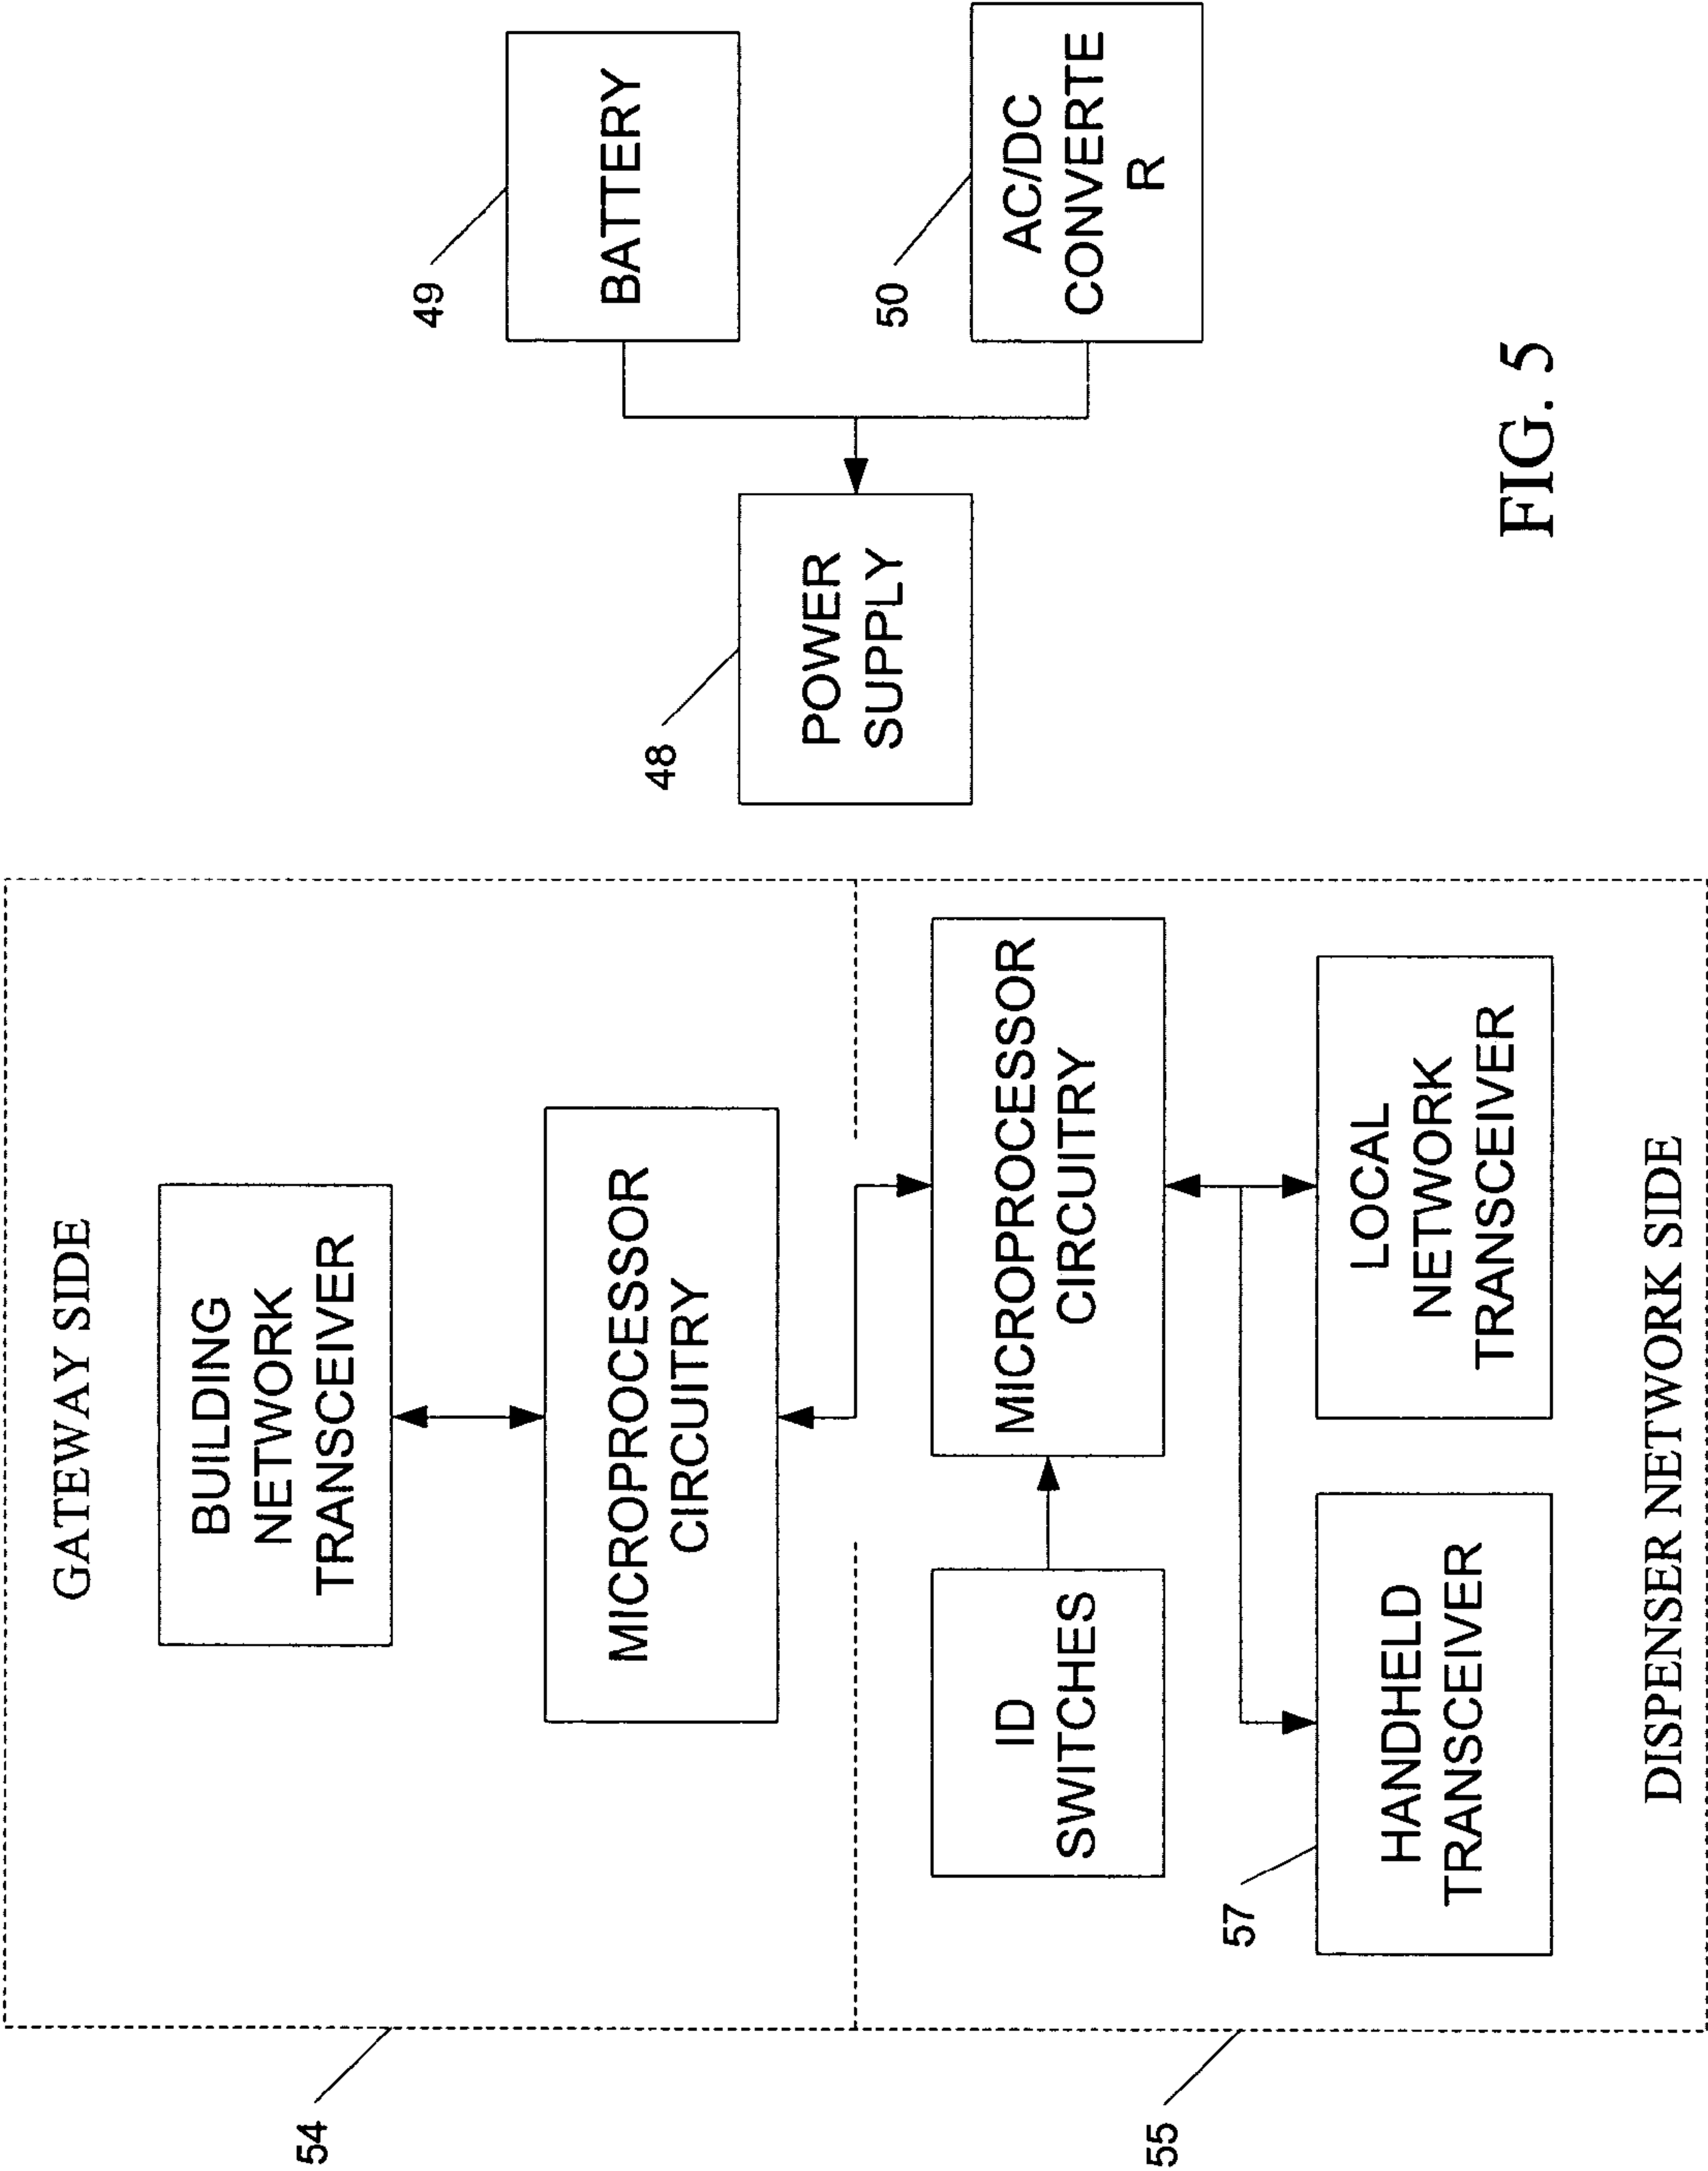 GATEWAY SIDE
54
BUILDING
NETWORK
TRANSCEIVER
MICROPROCESSOR
CIRCUITRY
ID
SWITCHES
MICROPROCESSOR
CIRCUITRY
57
HANDHELD
TRANSCEIVER
LOCAL
NETWORK
TRANSCEIVER
DISPENSER NETWORK SIDE
55
48
POWER
SUPPLY
49
BATTERY
50
AC/DC
CONVERTE
R
FIG. 5